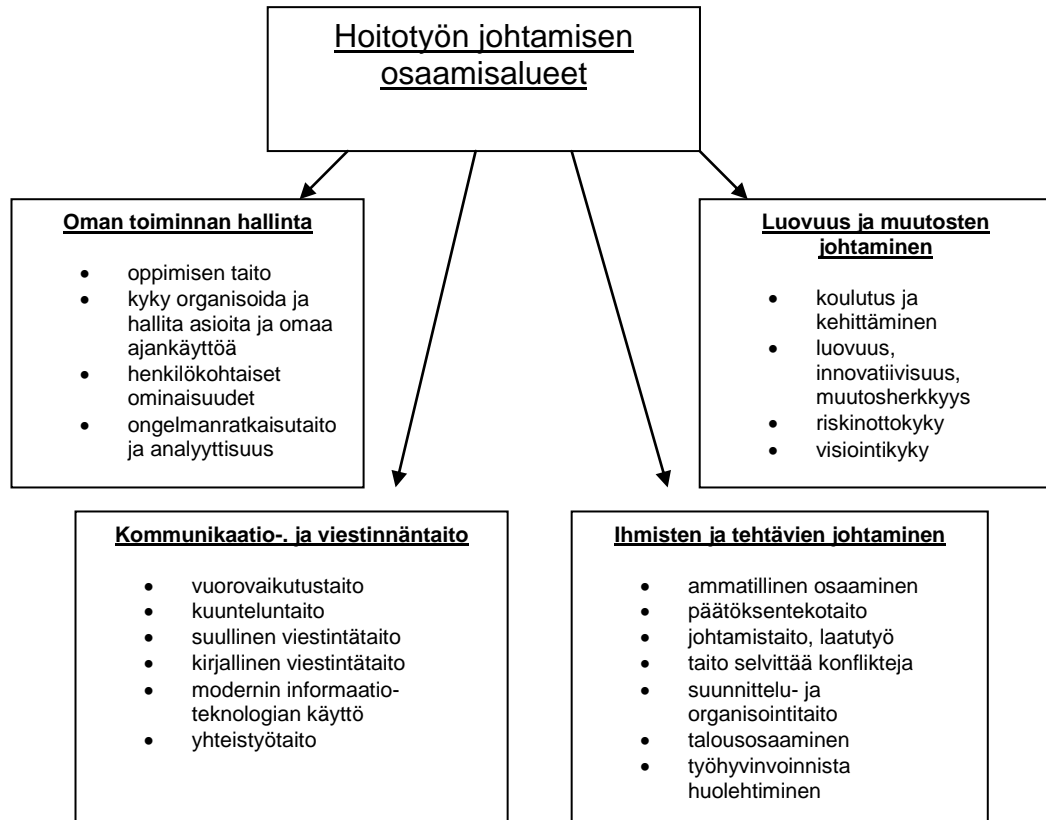 Hoitotyön johtamisen
osaamisalueet
Oman toiminnan hallinta
• oppimisen taito
• kyky organisoida ja
hallita asioita ja omaa
ajankäyttöä
• henkilökohtaiset
ominaisuudet
• ongelmanratkaisutaito
ja analyyttisuus
Luovuus ja muutosten
johtaminen
• koulutus ja
kehittäminen
• luovuus,
innovatiivisuus,
muutosherkkyys
• riskinottokyky
• visiointikyky
Kommunikaatio-. ja viestinnäntaito
• vuorovaikutustaito
• kuunteluntaito
• suullinen viestintätaito
• kirjallinen viestintätaito
• modernin informaatio-
teknologian käyttö
• yhteistyötaito
Ihmisten ja tehtävien johtaminen
• ammatillinen osaaminen
• päätöksentekotaito
• johtamistaito, laatutyö
• taito selvittää konflikteja
• suunnittelu- ja
organisointitaito
• talousosaaminen
• työhyvinvoinnista
huolehtiminen